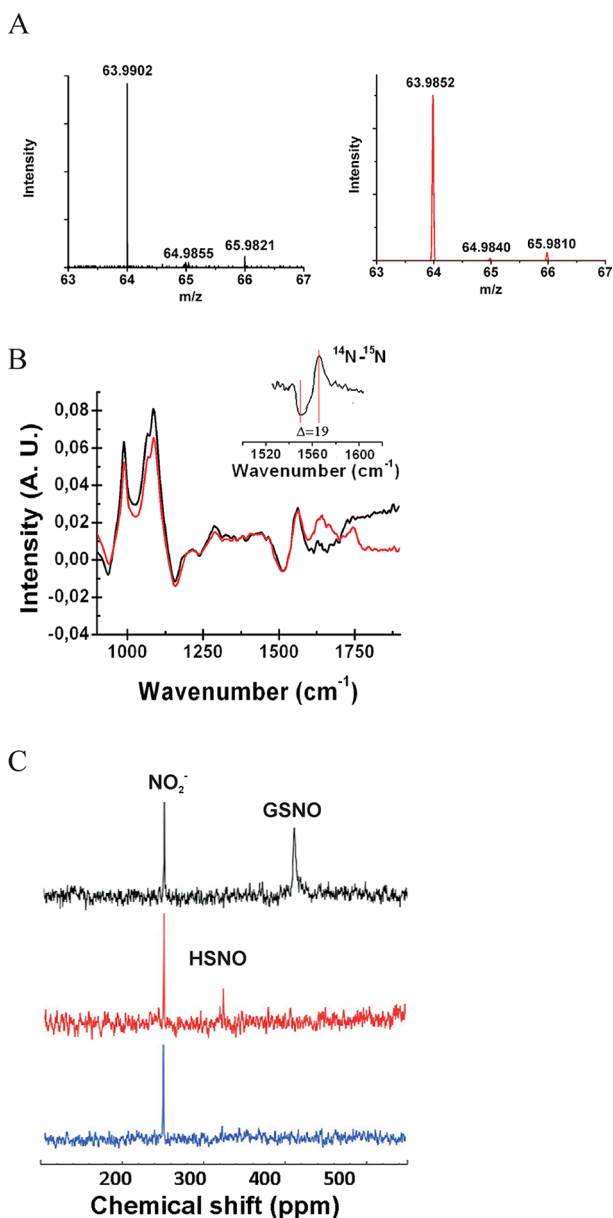 A
63.9902
64.9855
65.9821
Intensity
63 64 65 66 67
m/z
63.9852
64.9840
65.9810
Intensity
63 64 65 66 67
m/z
B
¹⁴N-¹⁵N
Δ=19
1520 1560 1600
Wavenumber (cm⁻¹)
0,08
0,06
0,04
0,02
0,00
-0,02
-0,04
Intensity (A. U.)
1000 1250 1500 1750
Wavenumber (cm⁻¹)
C
NO₂⁻
GSNO
HSNO
200 300 400 500
Chemical shift (ppm)